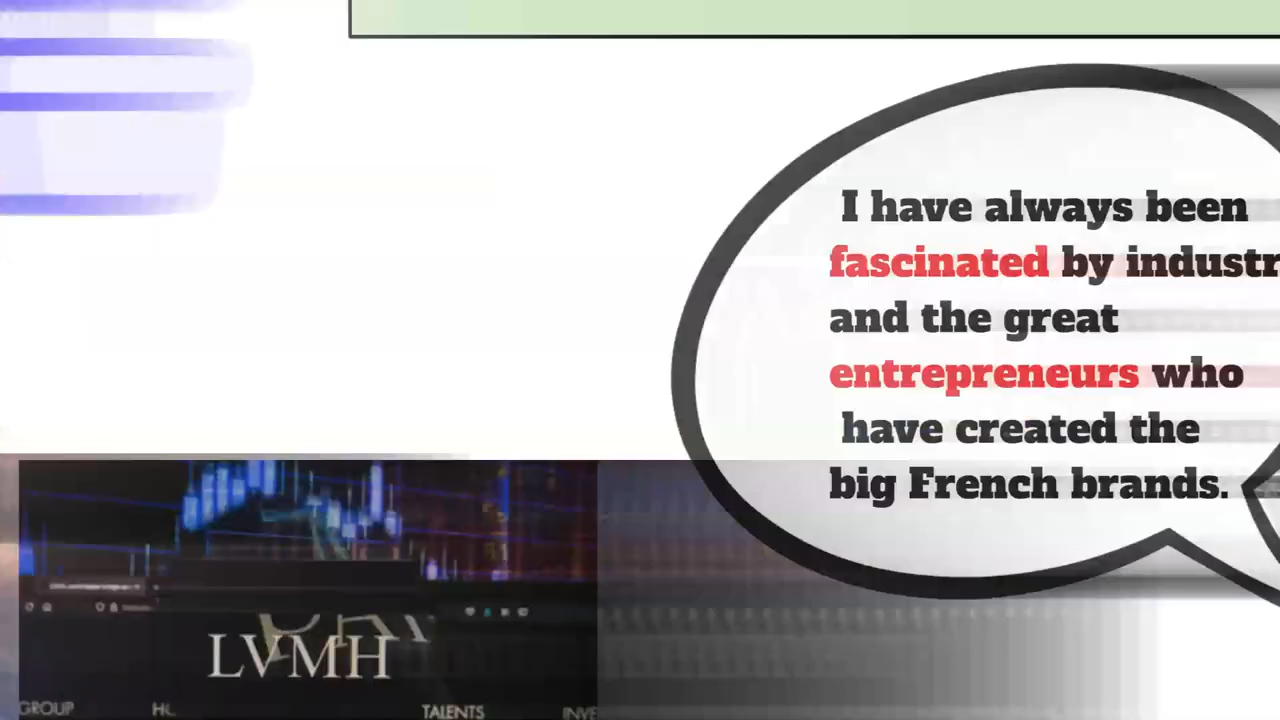 I have always been
fascinated by industr
and the great
entrepreneurs who
have created the
big French brands.
LVMH
GROUP
TALENTS
INVE